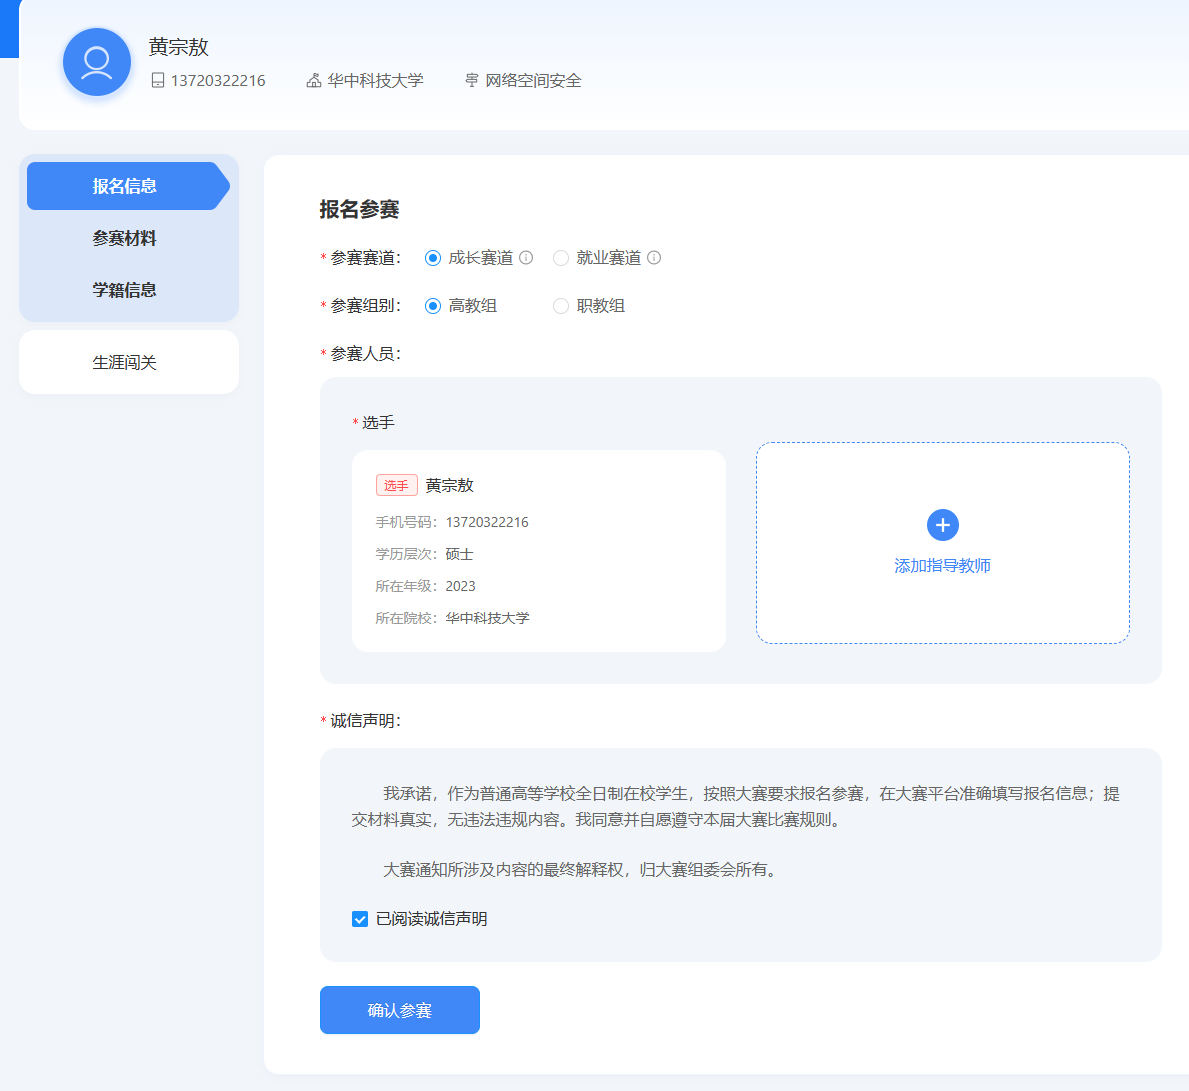 黄宗敖
13720322216 华中科技大学 网络空间安全
报名信息
参赛材料
学籍信息
生涯闯关
报名参赛
* 参赛赛道： 成长赛道 就业赛道
* 参赛组别： 高教组 职教组
* 参赛人员：
* 选手
选手 黄宗敖
手机号码：13720322216
学历层次：硕士
所在年级：2023
所在院校：华中科技大学
添加指导教师
* 诚信声明：
我承诺，作为普通高等学校全日制在校学生，按照大赛要求报名参赛，在大赛平台准确填写报名信息；提
交材料真实，无违法违规内容。我同意并自愿遵守本届大赛比赛规则。
大赛通知所涉及内容的最终解释权，归大赛组委会所有。
已阅读诚信声明
确认参赛